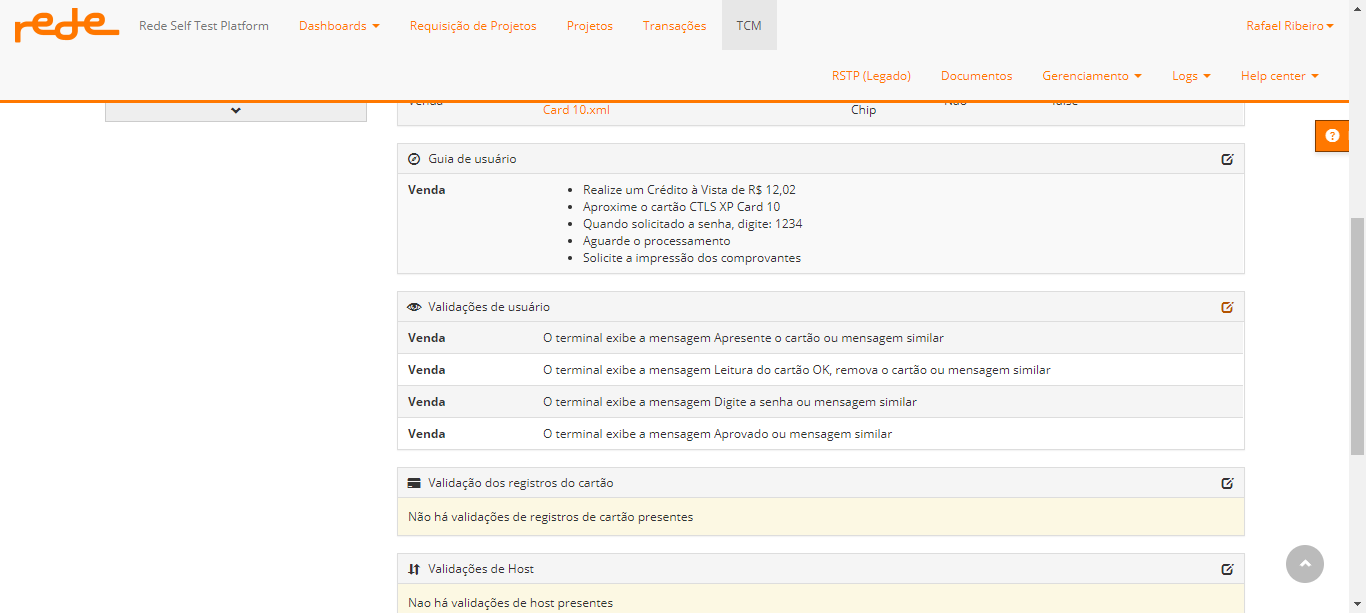 rede Rede Self Test Platform Dashboards Requisição de Projetos Projetos Transações TCM Rafael Ribeiro
RSTP (Legado) Documentos Gerenciamento Logs Help center
Card 10.xml Chip
Guia de usuário
Venda
Realize um Crédito à Vista de R$ 12,02
Aproxime o cartão CTLS XP Card 10
Quando solicitado a senha, digite: 1234
Aguarde o processamento
Solicite a impressão dos comprovantes
Validações de usuário
Venda O terminal exibe a mensagem Apresente o cartão ou mensagem similar
Venda O terminal exibe a mensagem Leitura do cartão OK, remova o cartão ou mensagem similar
Venda O terminal exibe a mensagem Digite a senha ou mensagem similar
Venda O terminal exibe a mensagem Aprovado ou mensagem similar
Validação dos registros do cartão
Não há validações de registros de cartão presentes
Validações de Host
Nao há validações de host presentes